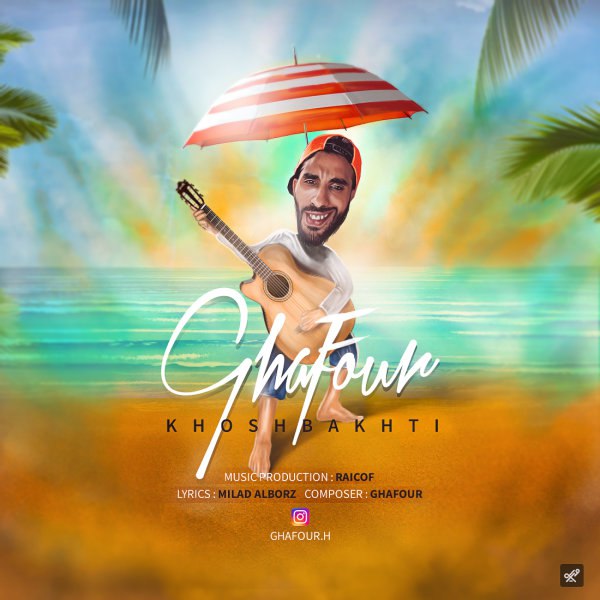 GhaFour
KHOSHBAKHTI
MUSIC PRODUCTION : RAICOF
LYRICS : MILAD ALBORZ COMPOSER : GHAFOUR
GHAFOUR.H